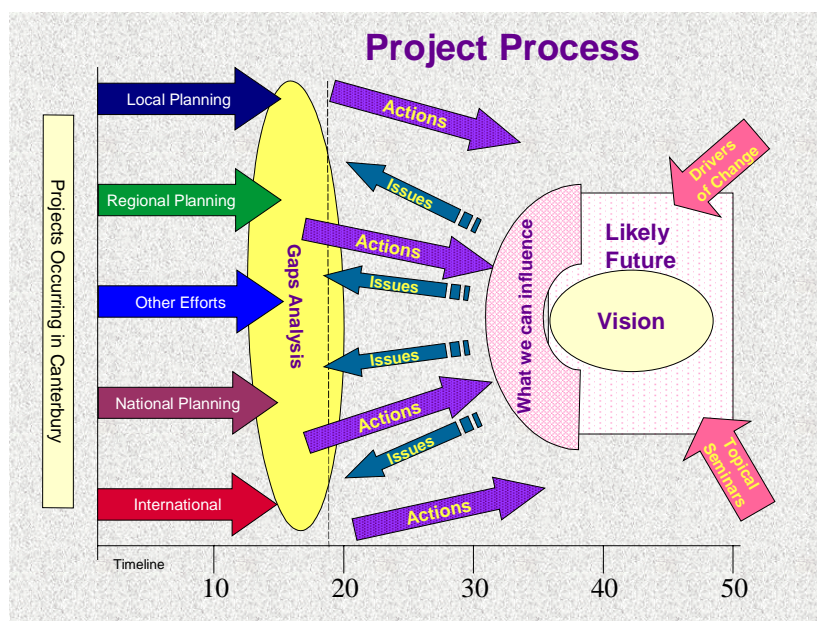 Project Process
Projects Occurring in Canterbury
Local Planning
Regional Planning
Other Efforts
National Planning
International
Gaps Analysis
Actions
Issues
Actions
Issues
Issues
Actions
Issues
Actions
What we can influence
Likely
Future
Vision
Drivers
of Change
Topical
Seminars
Timeline
10 20 30 40 50